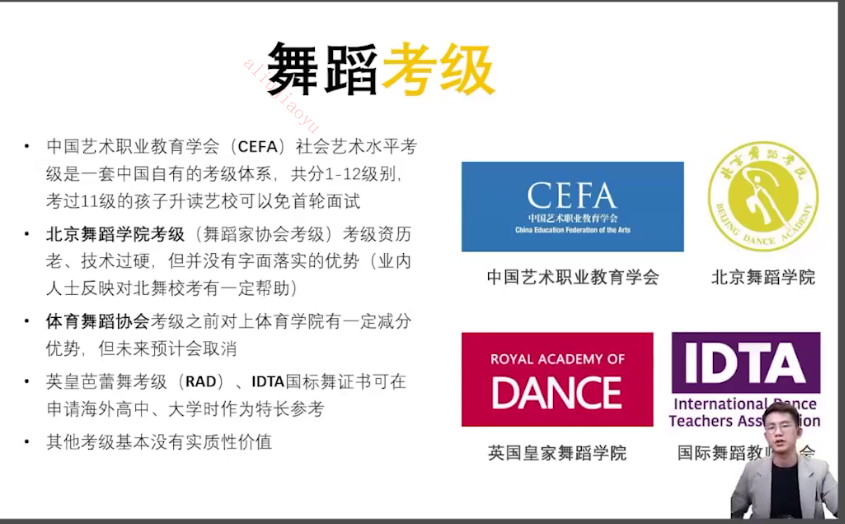 舞蹈考级
alinjiaoyu
• 中国艺术职业教育学会（CEFA）社会艺术水平考
级是一套中国自有的考级体系，共分1-12级别，
考过11级的孩子升读艺校可以免首轮面试
• 北京舞蹈学院考级（舞蹈家协会考级）考级资历
老、技术过硬，但并没有字面落实的优势（业内
人士反映对北舞校考有一定帮助）
• 体育舞蹈协会考级之前对上体育学院有一定减分
优势，但未来预计会取消
• 英皇芭蕾舞考级（RAD）、IDTA国标舞证书可在
申请海外高中、大学时作为特长参考
• 其他考级基本没有实质性价值
CEFA
中国艺术职业教育学会
China Education Federation of the Arts
中国艺术职业教育学会
北京舞蹈学院
BEIJING DANCE ACADEMY
北京舞蹈学院
ROYAL ACADEMY OF
DANCE
英国皇家舞蹈学院
IDTA
International Dance
Teachers Association
国际舞蹈教师会